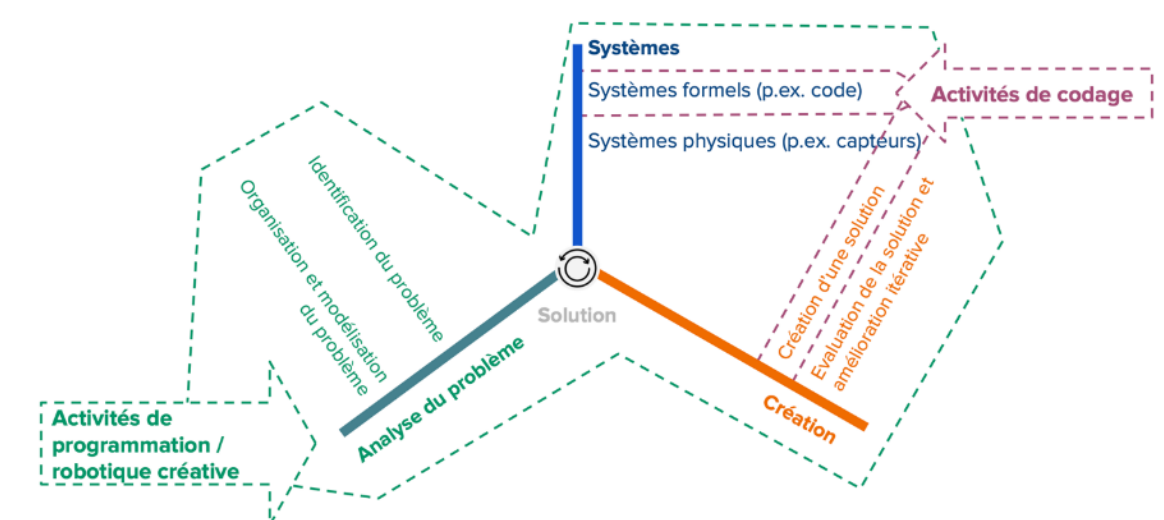 Systèmes
Systèmes formels (p.ex. code)
Systèmes physiques (p.ex. capteurs)
Activités de codage
Identification du problème
Organisation et modélisation
du problème
Création d'une solution
Evaluation de la solution et
amélioration itérative
Solution
Analyse du problème
Création
Activités de
programmation /
robotique créative